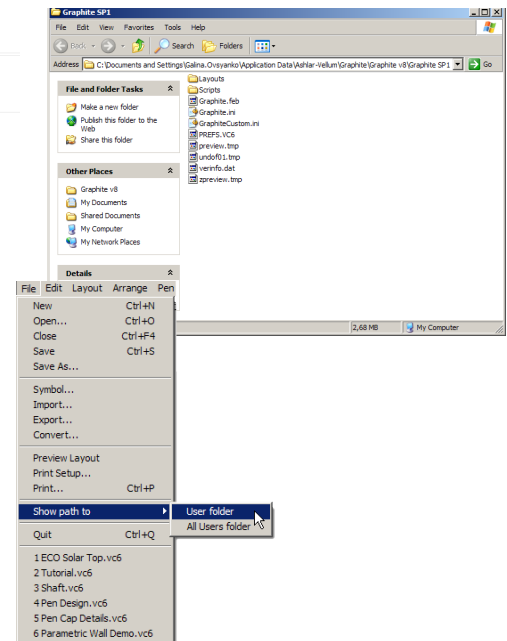 Graphite SP1
File Edit View Favorites Tools Help
Back Search Folders
Address C:\Documents and Settings\Galina.Ovsyanko\Application Data\Ashlar-Vellum\Graphite\Graphite v8\Graphite SP1 Go
File and Folder Tasks
Make a new folder
Publish this folder to the
Web
Share this folder
Other Places
Graphite v8
My Documents
Shared Documents
My Computer
My Network Places
Details
Layouts
Scripts
Graphite.feb
Graphite.ini
GraphiteCustom.ini
PREFS.VC6
preview.tmp
undof01.tmp
verinfo.dat
zpreview.tmp
2,68 MB My Computer
File Edit Layout Arrange Pen
New Ctrl+N
Open... Ctrl+O
Close Ctrl+F4
Save Ctrl+S
Save As...
Symbol...
Import...
Export...
Convert...
Preview Layout
Print Setup...
Print... Ctrl+P
Show path to
User folder
All Users folder
Quit Ctrl+Q
1 ECO Solar Top.vc6
2 Tutorial.vc6
3 Shaft.vc6
4 Pen Design.vc6
5 Pen Cap Details.vc6
6 Parametric Wall Demo.vc6